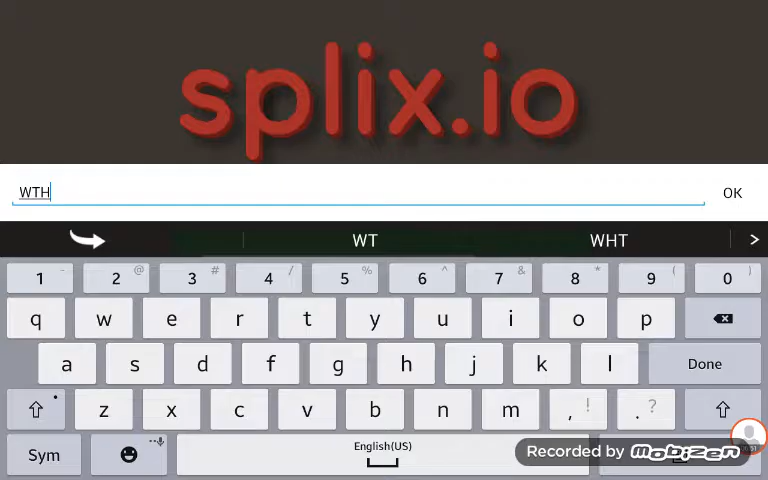 splix.io
WTH OK
WT WHT >
1 - 2 @ 3 # 4 / 5 % 6 ^ 7 & 8 * 9 ( 0 )
q w e r t y u i o p
a s d f g h j k l Done
z x c v b n m , ! . ?
Sym English(US)
Recorded by MOBIZEN